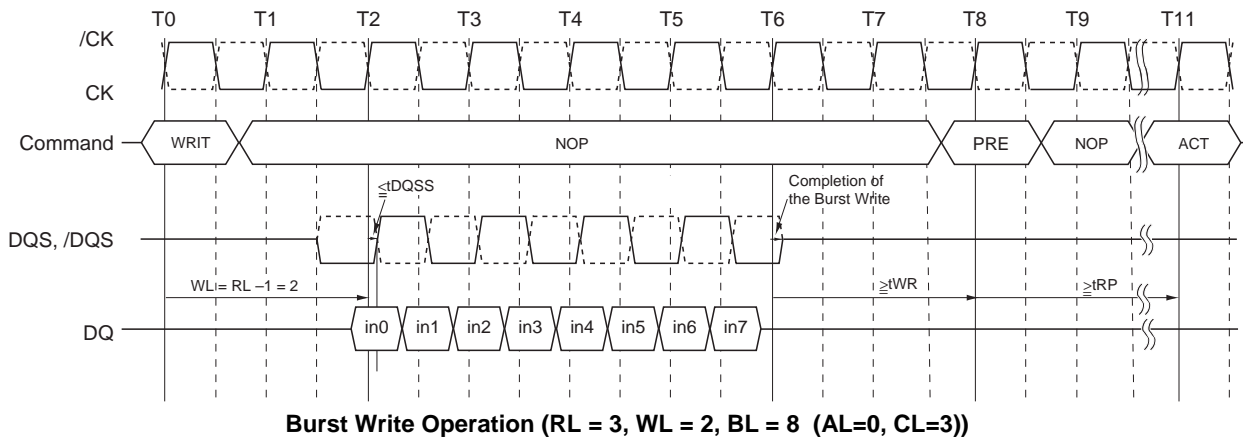 T0 T1 T2 T3 T4 T5 T6 T7 T8 T9 T11
/CK
CK
Command WRIT NOP PRE NOP ACT
≦tDQSS
Completion of
the Burst Write
DQS, /DQS
WL = RL –1 = 2
≧tWR ≧tRP
DQ in0 in1 in2 in3 in4 in5 in6 in7
Burst Write Operation (RL = 3, WL = 2, BL = 8 (AL=0, CL=3))